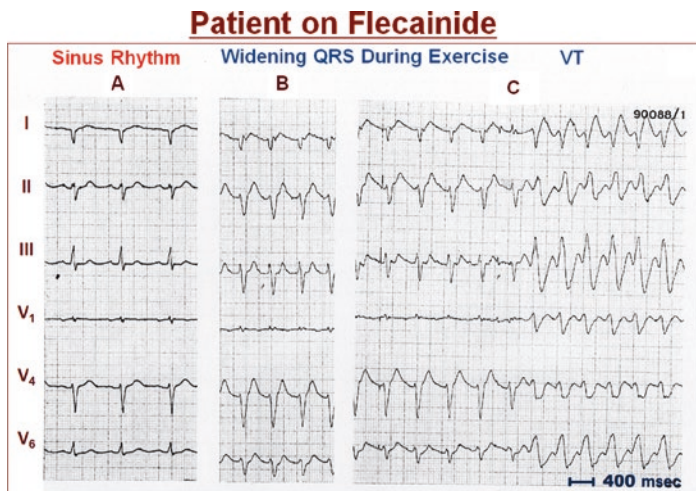 Patient on Flecainide
Sinus Rhythm Widening QRS During Exercise VT
A B C
90088/1
I
II
III
V₁
V₄
V₆
400 msec